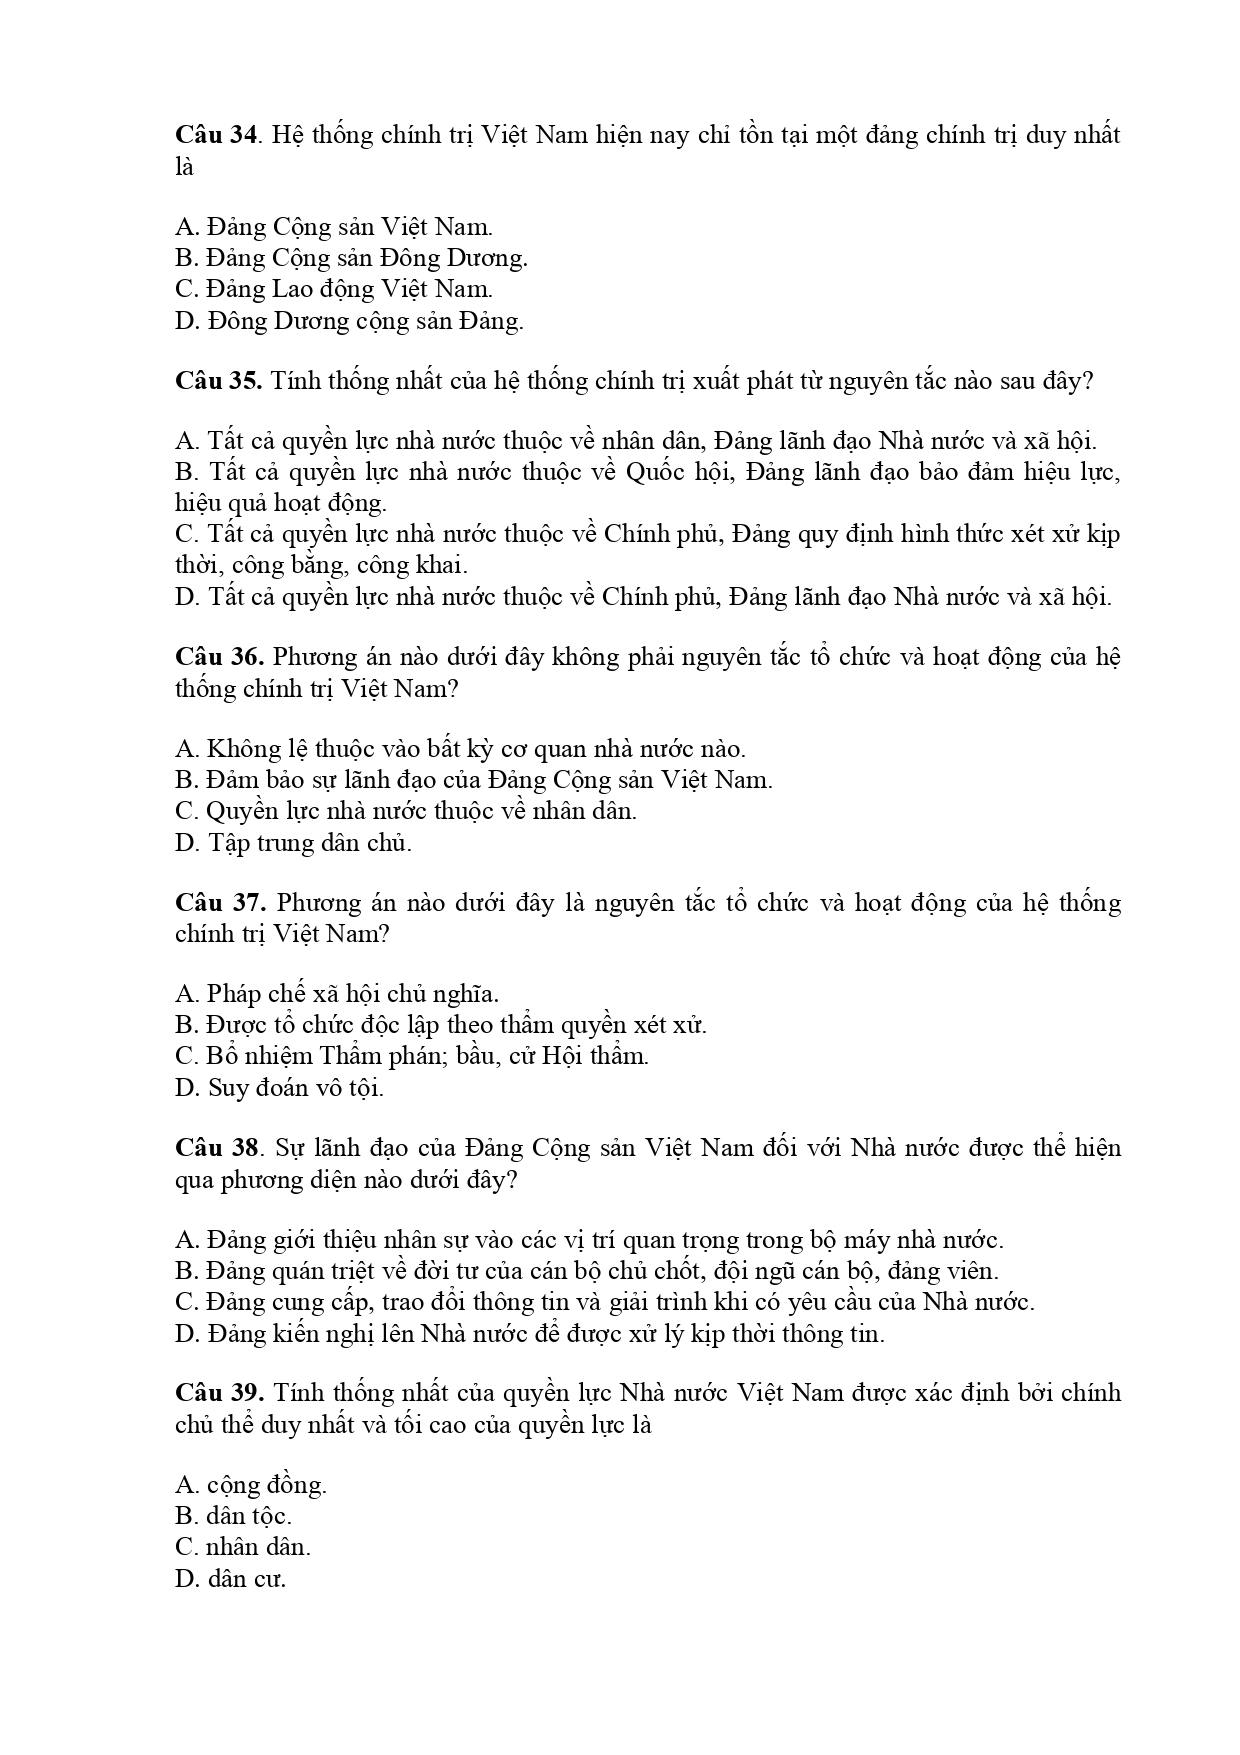 Câu 34. Hệ thống chính trị Việt Nam hiện nay chỉ tồn tại một đảng chính trị duy nhất
là
A. Đảng Cộng sản Việt Nam.
B. Đảng Cộng sản Đông Dương.
C. Đảng Lao động Việt Nam.
D. Đông Dương cộng sản Đảng.
Câu 35. Tính thống nhất của hệ thống chính trị xuất phát từ nguyên tắc nào sau đây?
A. Tất cả quyền lực nhà nước thuộc về nhân dân, Đảng lãnh đạo Nhà nước và xã hội.
B. Tất cả quyền lực nhà nước thuộc về Quốc hội, Đảng lãnh đạo bảo đảm hiệu lực,
hiệu quả hoạt động.
C. Tất cả quyền lực nhà nước thuộc về Chính phủ, Đảng quy định hình thức xét xử kịp
thời, công bằng, công khai.
D. Tất cả quyền lực nhà nước thuộc về Chính phủ, Đảng lãnh đạo Nhà nước và xã hội.
Câu 36. Phương án nào dưới đây không phải nguyên tắc tổ chức và hoạt động của hệ
thống chính trị Việt Nam?
A. Không lệ thuộc vào bất kỳ cơ quan nhà nước nào.
B. Đảm bảo sự lãnh đạo của Đảng Cộng sản Việt Nam.
C. Quyền lực nhà nước thuộc về nhân dân.
D. Tập trung dân chủ.
Câu 37. Phương án nào dưới đây là nguyên tắc tổ chức và hoạt động của hệ thống
chính trị Việt Nam?
A. Pháp chế xã hội chủ nghĩa.
B. Được tổ chức độc lập theo thẩm quyền xét xử.
C. Bổ nhiệm Thẩm phán; bầu, cử Hội thẩm.
D. Suy đoán vô tội.
Câu 38. Sự lãnh đạo của Đảng Cộng sản Việt Nam đối với Nhà nước được thể hiện
qua phương diện nào dưới đây?
A. Đảng giới thiệu nhân sự vào các vị trí quan trọng trong bộ máy nhà nước.
B. Đảng quán triệt về đời tư của cán bộ chủ chốt, đội ngũ cán bộ, đảng viên.
C. Đảng cung cấp, trao đổi thông tin và giải trình khi có yêu cầu của Nhà nước.
D. Đảng kiến nghị lên Nhà nước để được xử lý kịp thời thông tin.
Câu 39. Tính thống nhất của quyền lực Nhà nước Việt Nam được xác định bởi chính
chủ thể duy nhất và tối cao của quyền lực là
A. cộng đồng.
B. dân tộc.
C. nhân dân.
D. dân cư.